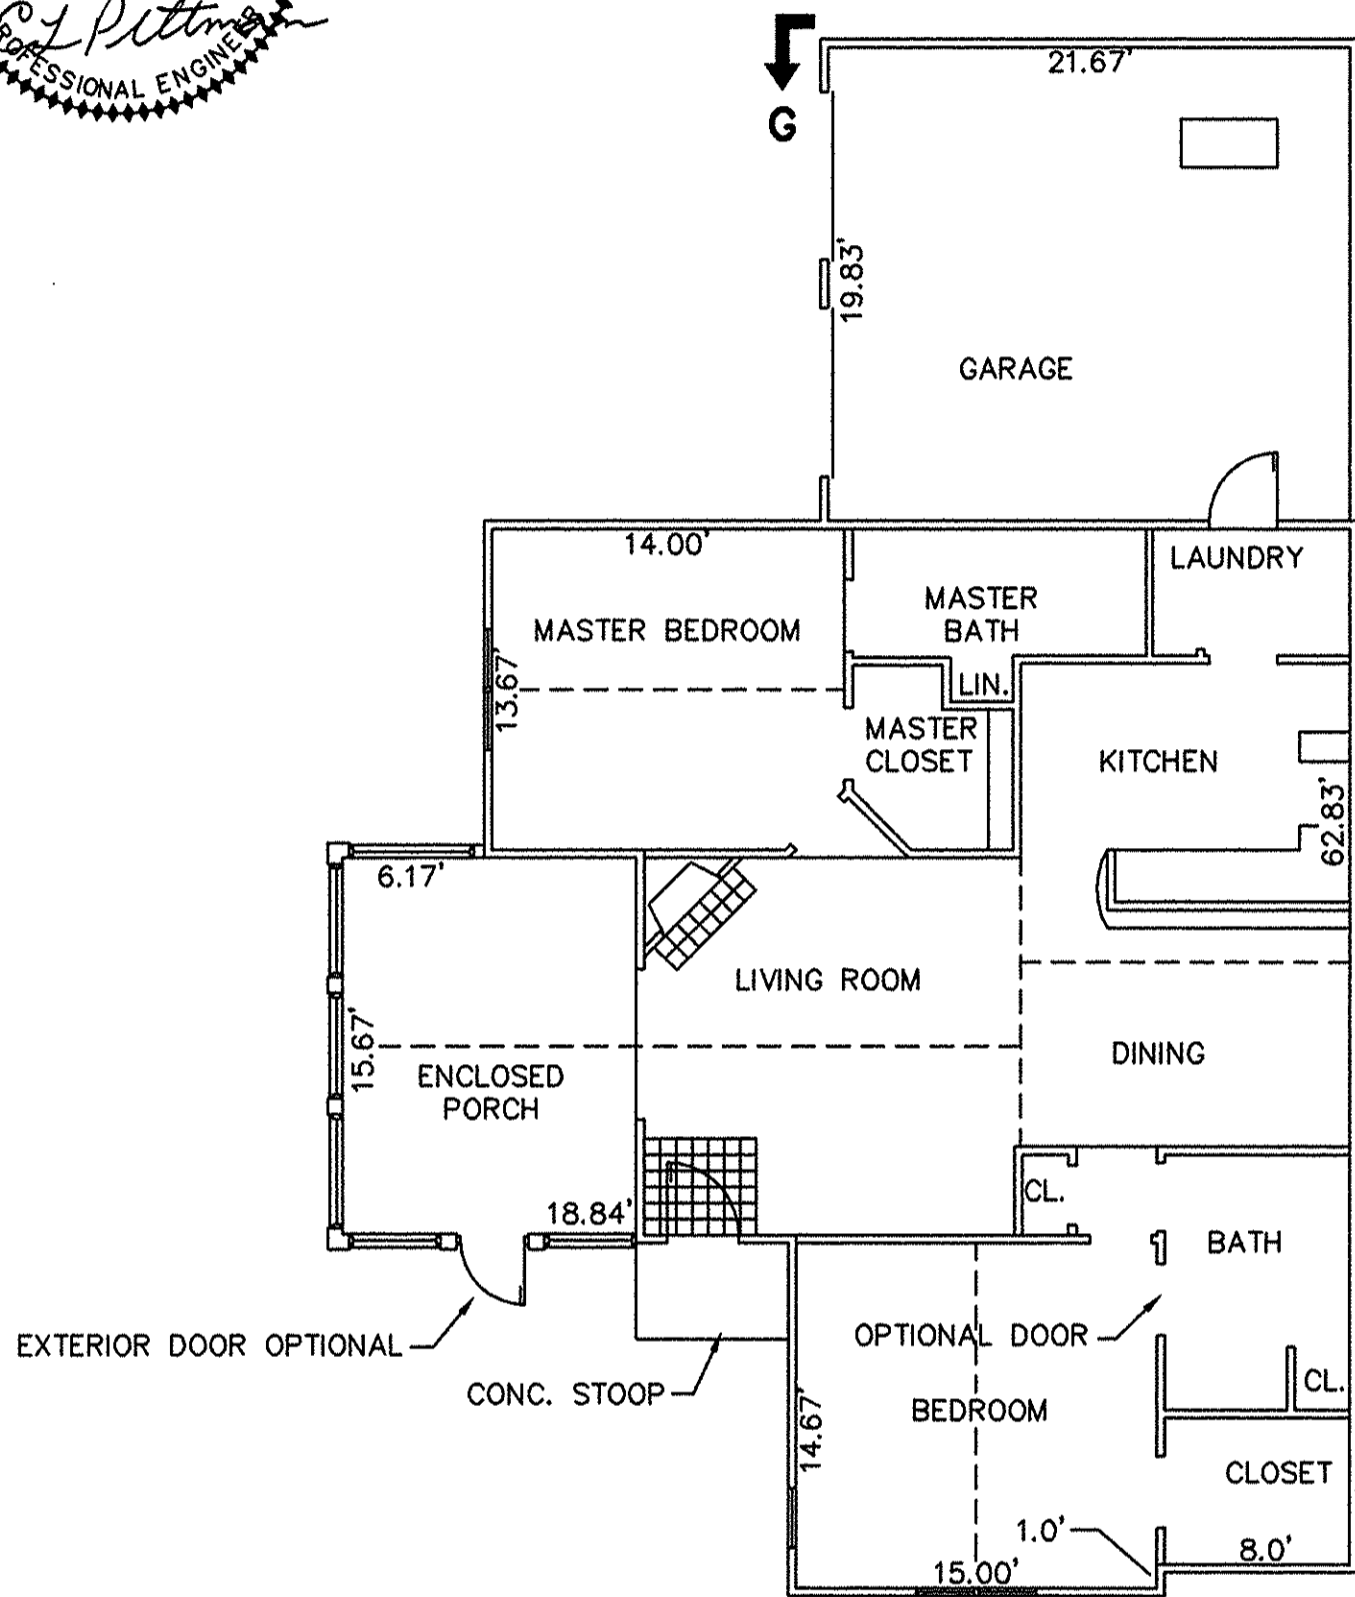 C L Pittman
PROFESSIONAL ENGINEER
21.67'
G
19.83'
GARAGE
14.00'
LAUNDRY
MASTER
BATH
MASTER BEDROOM
13.67'
LIN.
MASTER
CLOSET
KITCHEN
62.83'
6.17'
LIVING ROOM
15.67'
DINING
ENCLOSED
PORCH
CL.
18.84'
BATH
EXTERIOR DOOR OPTIONAL
OPTIONAL DOOR
CONC. STOOP
CL.
BEDROOM
14.67'
CLOSET
1.0'
8.0'
15.00'